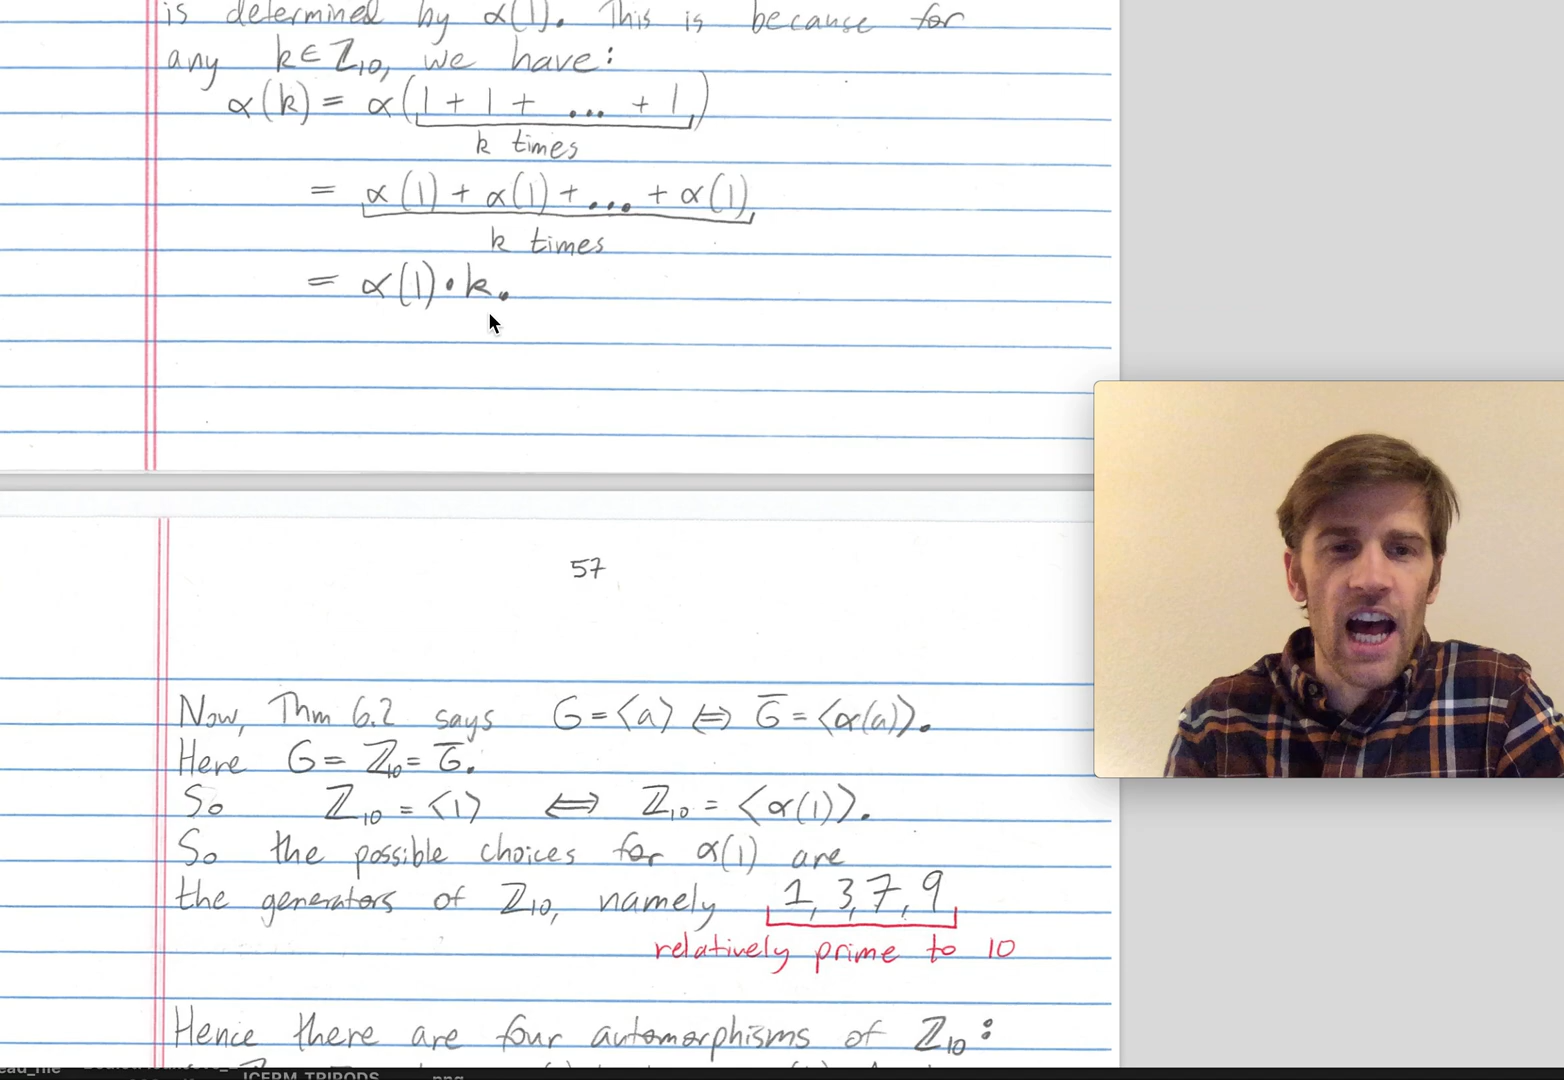 is determined by α(1). This is because for
any k∈ℤ₁₀, we have:
α(k) = α(1 + 1 + ... + 1)
k times
= α(1) + α(1) + ... + α(1)
k times
= α(1)·k.
57
Now, Thm 6.2 says G=⟨a⟩ ⇔ G̅=⟨α(a)⟩.
Here G = ℤ₁₀ = G̅.
So ℤ₁₀ = ⟨1⟩ ⇔ ℤ₁₀ = ⟨α(1)⟩.
So the possible choices for α(1) are
the generators of ℤ₁₀, namely 1, 3, 7, 9
relatively prime to 10
Hence there are four automorphisms of ℤ₁₀:
ICERM_TRIPODS